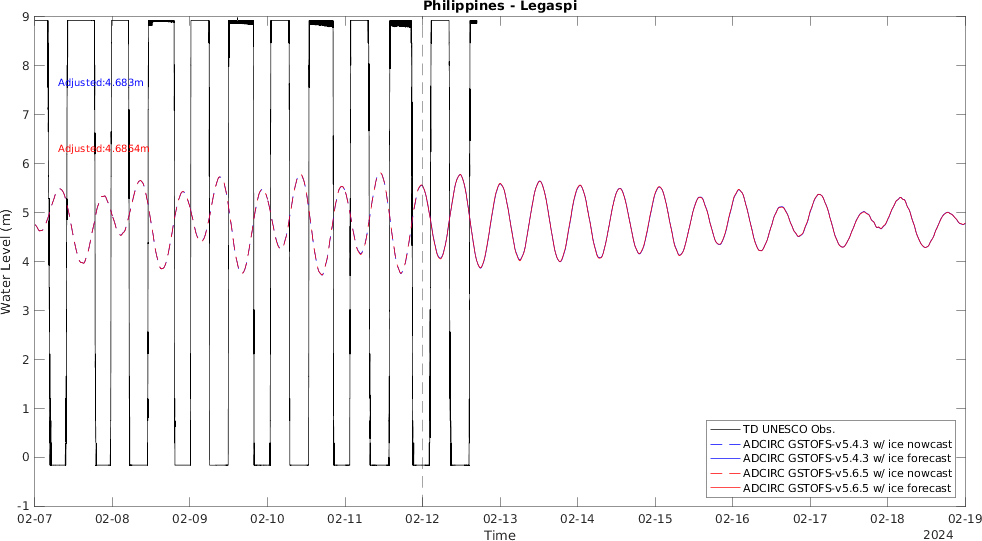 Philippines - Legaspi
9
8
7
6
5
4
3
2
1
0
-1
Water Level (m)
Adjusted:4.683m
Adjusted:4.6864m
TD UNESCO Obs.
ADCIRC GSTOFS-v5.4.3 w/ ice nowcast
ADCIRC GSTOFS-v5.4.3 w/ ice forecast
ADCIRC GSTOFS-v5.6.5 w/ ice nowcast
ADCIRC GSTOFS-v5.6.5 w/ ice forecast
02-07 02-08 02-09 02-10 02-11 02-12 02-13 02-14 02-15 02-16 02-17 02-18 02-19
Time
2024